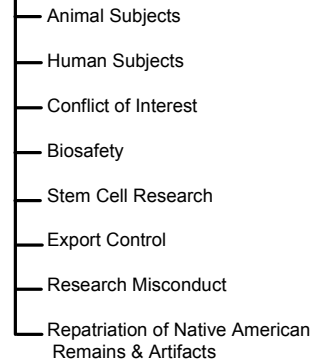 Animal Subjects
Human Subjects
Conflict of Interest
Biosafety
Stem Cell Research
Export Control
Research Misconduct
Repatriation of Native American
Remains & Artifacts